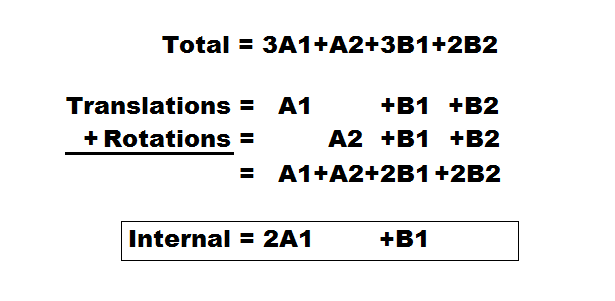 Total = 3A1+A2+3B1+2B2
Translations = A1 +B1 +B2
+ Rotations = A2 +B1 +B2
= A1+A2+2B1+2B2
Internal = 2A1 +B1